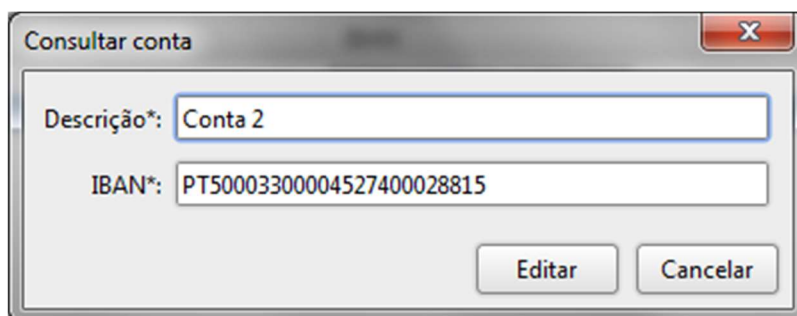 Consultar conta
Descrição*: Conta 2
IBAN*: PT50003300004527400028815
Editar Cancelar